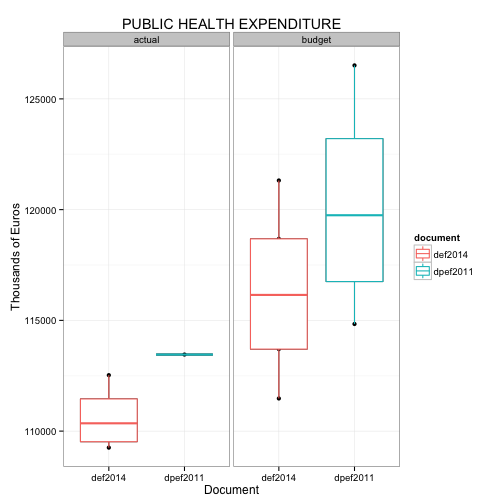 PUBLIC HEALTH EXPENDITURE
actual budget
125000
120000
115000
110000
Thousands of Euros
def2014 dpef2011 def2014 dpef2011
Document
document
def2014
dpef2011